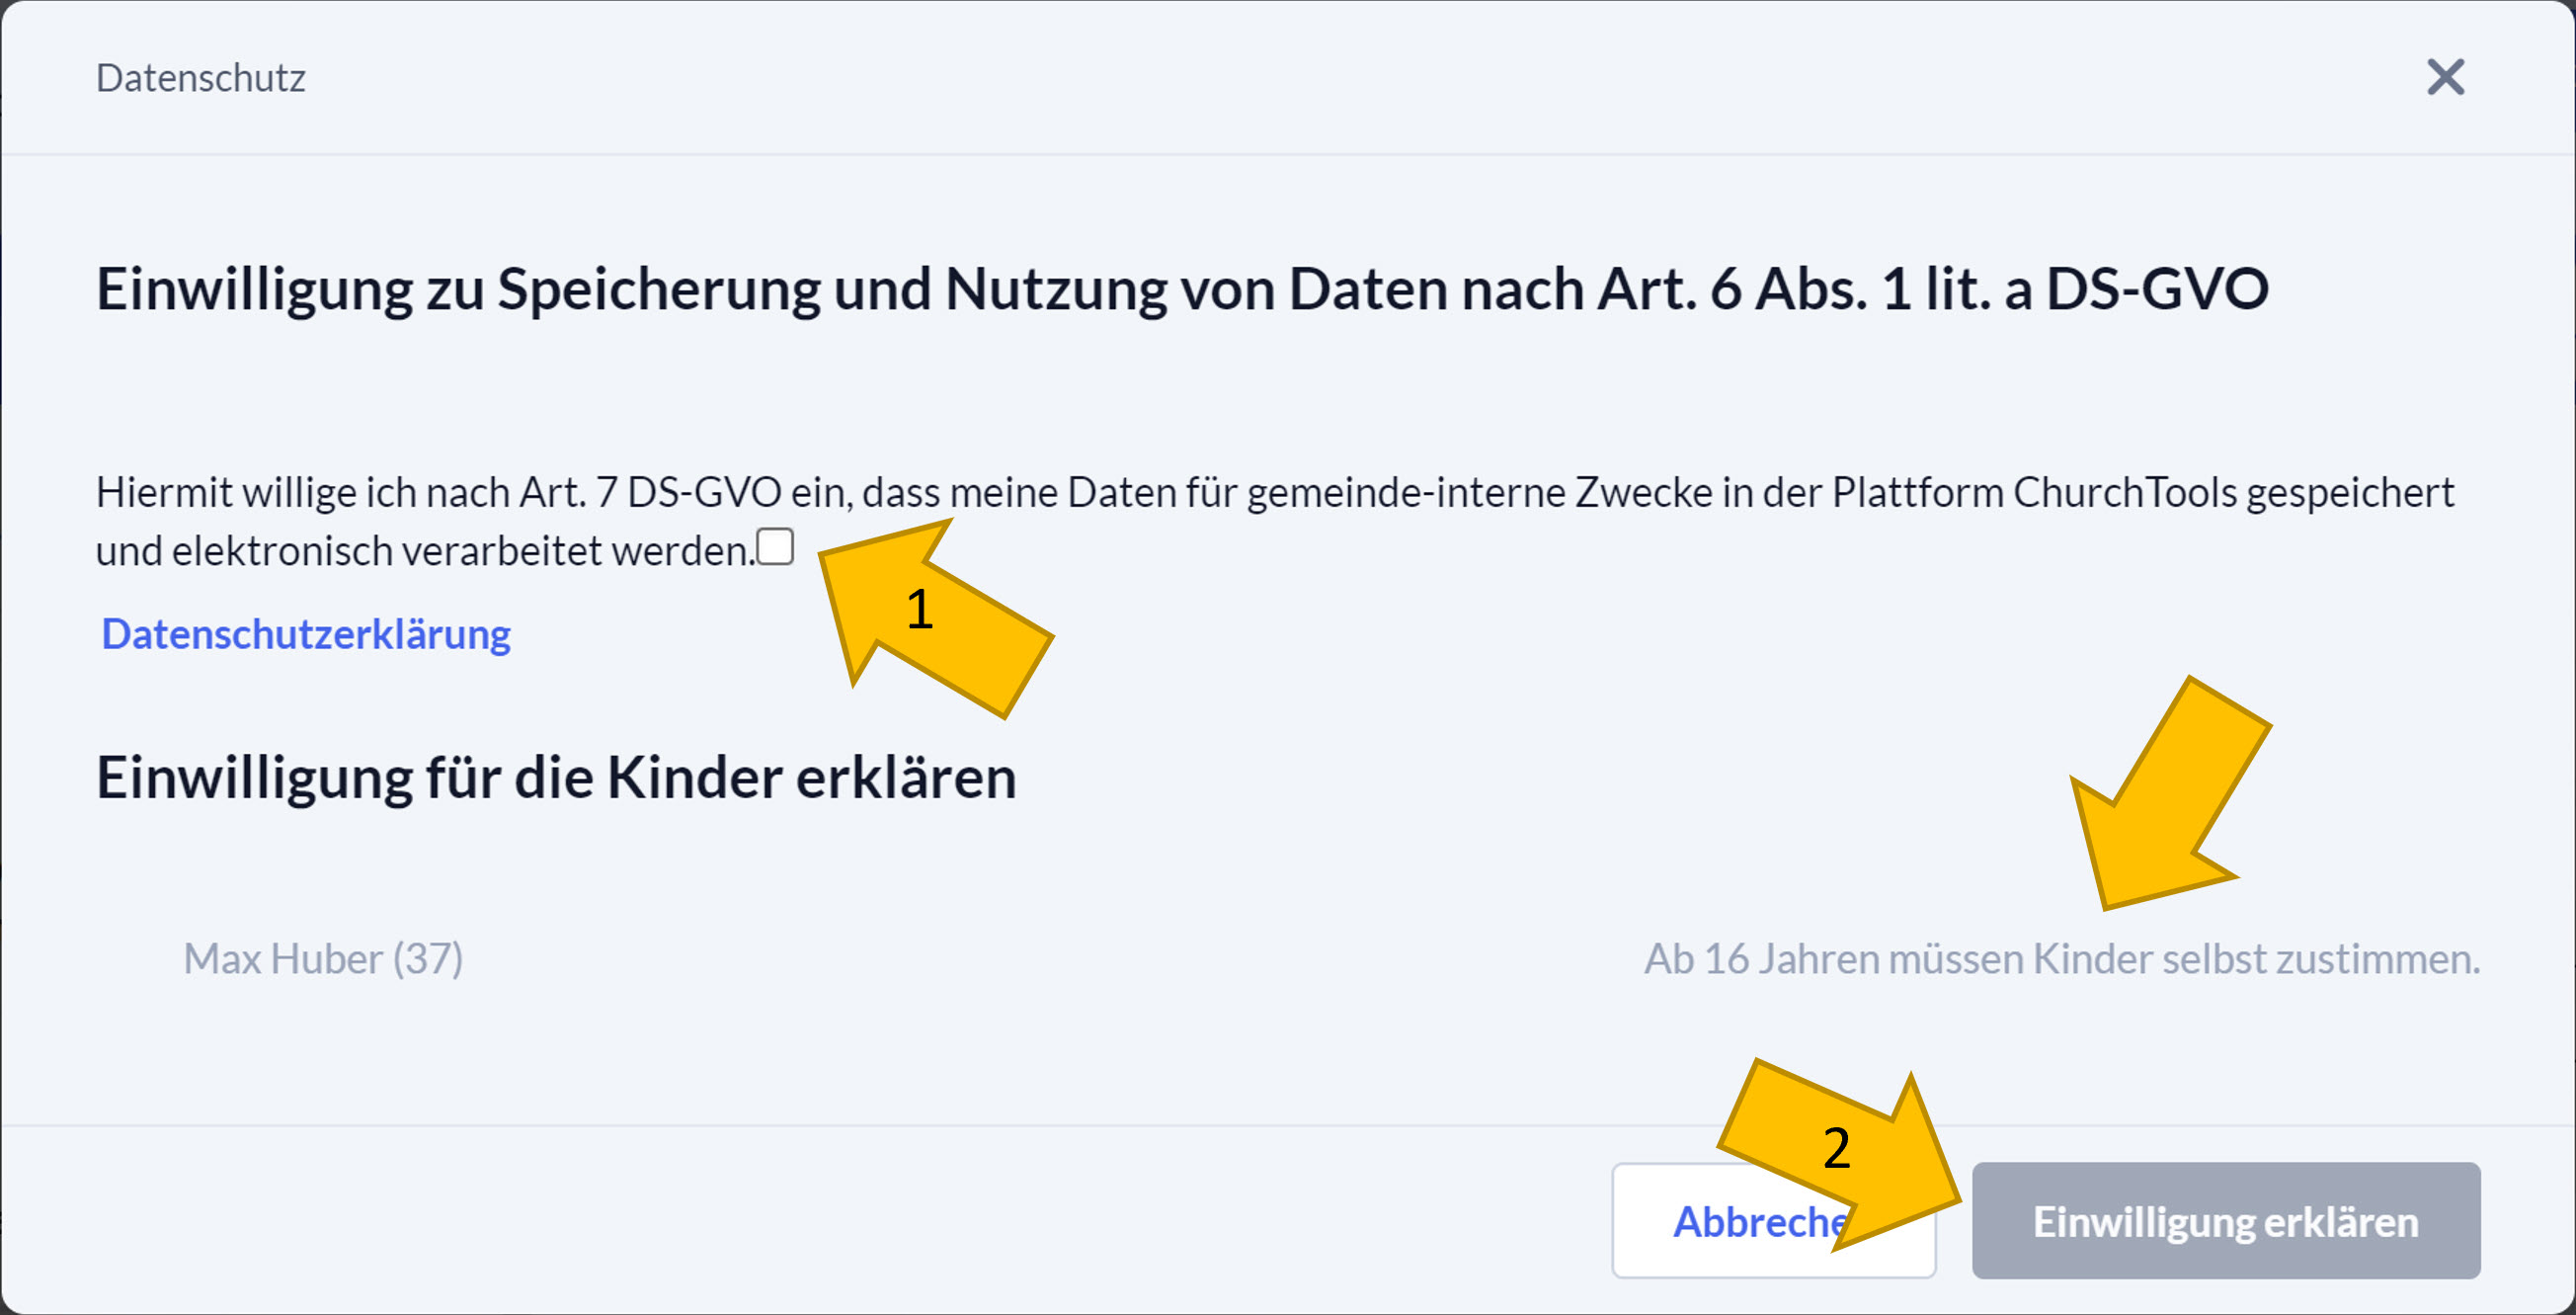 Datenschutz
Einwilligung zu Speicherung und Nutzung von Daten nach Art. 6 Abs. 1 lit. a DS-GVO
Hiermit willige ich nach Art. 7 DS-GVO ein, dass meine Daten für gemeinde-interne Zwecke in der Plattform ChurchTools gespeichert
und elektronisch verarbeitet werden.
1
Datenschutzerklärung
Einwilligung für die Kinder erklären
Max Huber (37)
Ab 16 Jahren müssen Kinder selbst zustimmen.
2
Abbreche
Einwilligung erklären